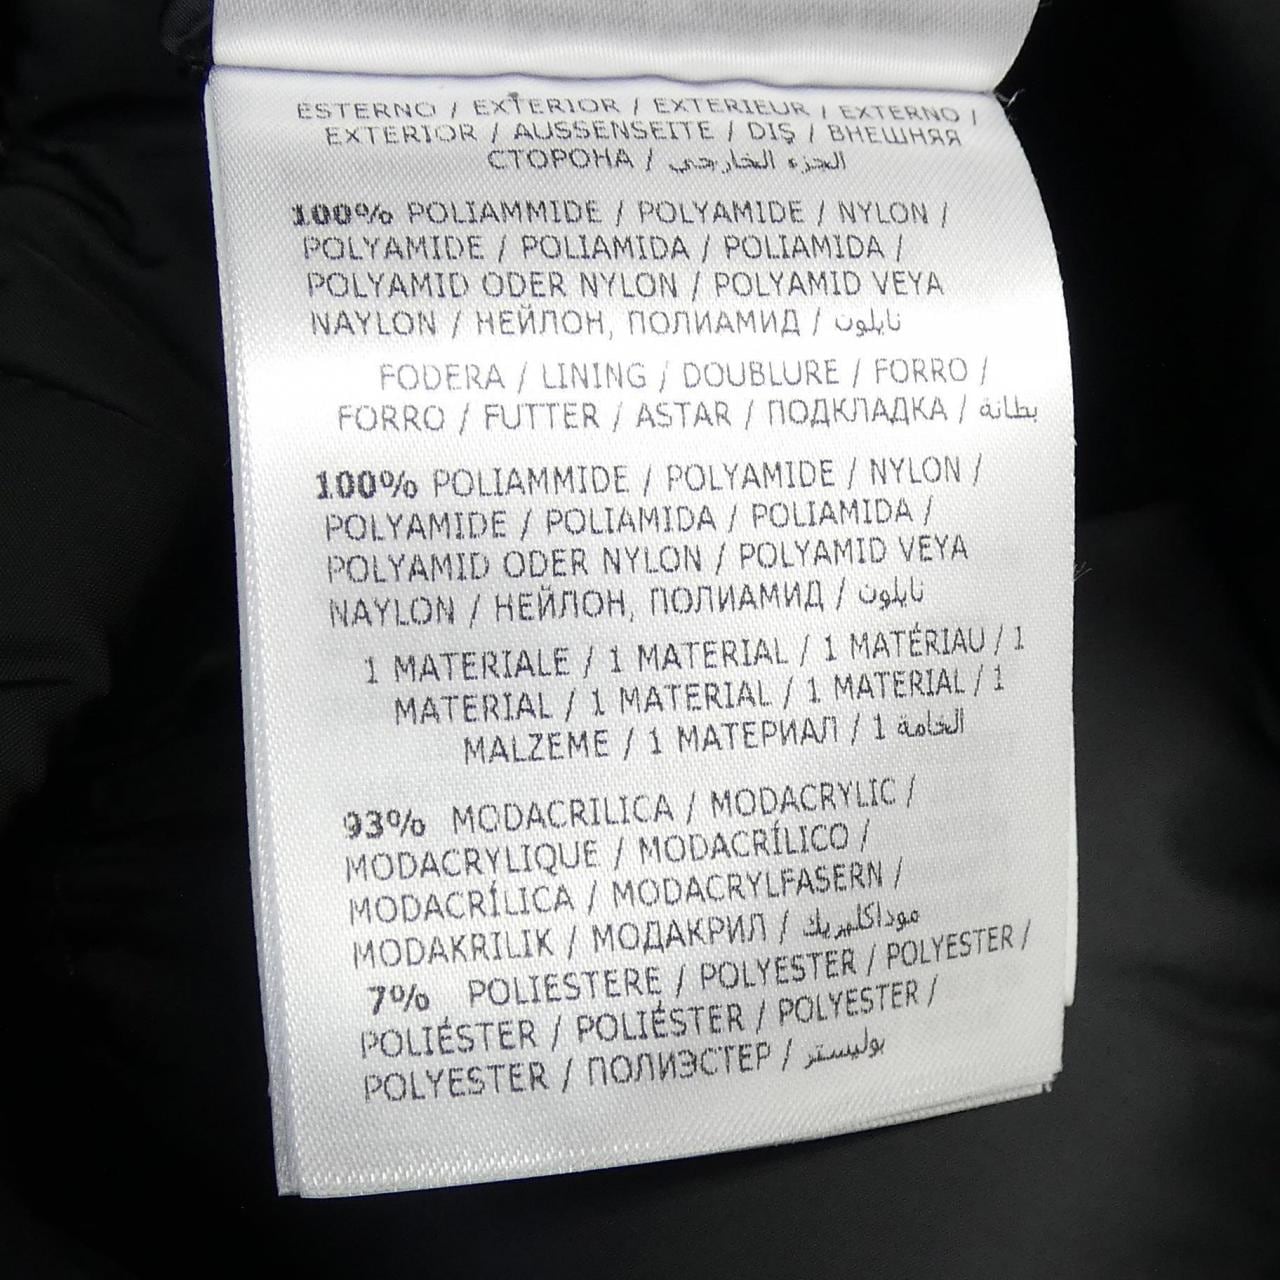 ESTERNO / EXTERIOR / EXTERIEUR / EXTERNO /
EXTERIOR / AUSSENSEITE / DIŞ / ВНЕШНЯЯ
СТОРОНА / الجزء الخارجي
100% POLIAMMIDE / POLYAMIDE / NYLON /
POLYAMIDE / POLIAMIDA / POLIAMIDA /
POLYAMID ODER NYLON / POLYAMID VEYA
NAYLON / НЕЙЛОН, ПОЛИАМИД / نايلون
FODERA / LINING / DOUBLURE / FORRO /
FORRO / FUTTER / ASTAR / ПОДКЛАДКА / بطانة
100% POLIAMMIDE / POLYAMIDE / NYLON /
POLYAMIDE / POLIAMIDA / POLIAMIDA /
POLYAMID ODER NYLON / POLYAMID VEYA
NAYLON / НЕЙЛОН, ПОЛИАМИД / نايلون
1 MATERIALE / 1 MATERIAL / 1 MATÉRIAU / 1
MATERIAL / 1 MATERIAL / 1 MATERIAL / 1
MALZEME / 1 МАТЕРИАЛ / 1 الخامة
93% MODACRILICA / MODACRYLIC /
MODACRYLIQUE / MODACRÍLICO /
MODACRÍLICA / MODACRYLFASERN /
MODAKRILIK / МОДАКРИЛ / موداكليريك
7% POLIESTERE / POLYESTER / POLYESTER /
POLIÉSTER / POLIÉSTER / POLYESTER /
POLYESTER / ПОЛИЭСТЕР / بوليستر